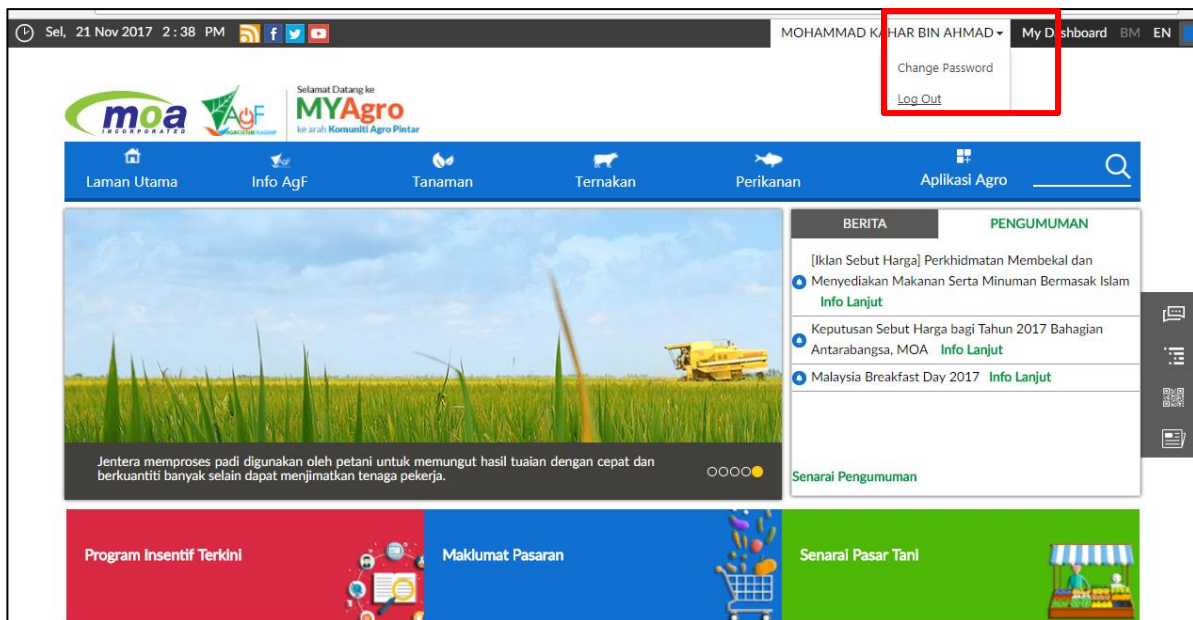 Sel, 21 Nov 2017 2 : 38 PM
MOHAMMAD KAHAR BIN AHMAD
My Dashboard
BM
EN
Change Password
Log Out
moa
INCORPORATED
AgF
Selamat Datang ke
MYAgro
ke arah Komuniti Agro Pintar
Laman Utama
Info AgF
Tanaman
Ternakan
Perikanan
Aplikasi Agro
BERITA
PENGUMUMAN
[Iklan Sebut Harga] Perkhidmatan Membekal dan
Menyediakan Makanan Serta Minuman Bermasak Islam
Info Lanjut
Keputusan Sebut Harga bagi Tahun 2017 Bahagian
Antarabangsa, MOA Info Lanjut
Malaysia Breakfast Day 2017 Info Lanjut
Senarai Pengumuman
Jentera memproses padi digunakan oleh petani untuk memungut hasil tuaian dengan cepat dan
berkuantiti banyak selain dapat menjimatkan tenaga pekerja.
Program Insentif Terkini
Maklumat Pasaran
Senarai Pasar Tani